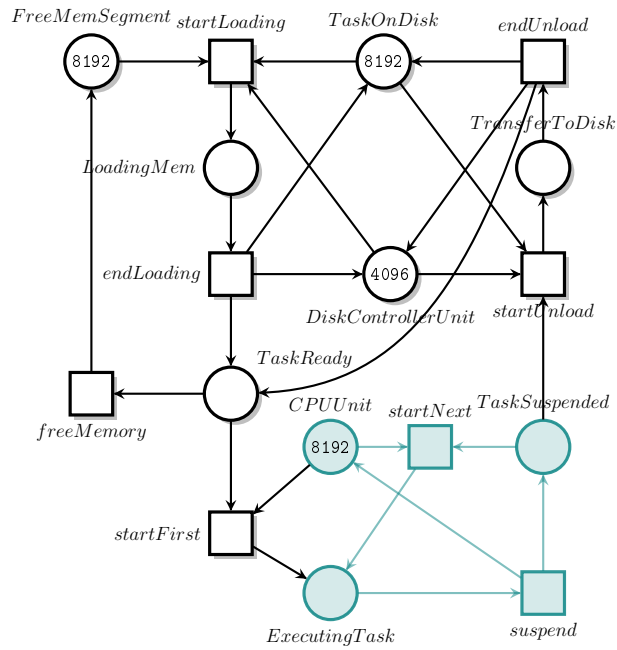 FreeMemSegment
startLoading
TaskOnDisk
endUnload
8192
8192
TransferToDisk
LoadingMem
endLoading
4096
DiskControllerUnit
startUnload
TaskReady
CPUUnit
startNext
TaskSuspended
freeMemory
8192
startFirst
ExecutingTask
suspend